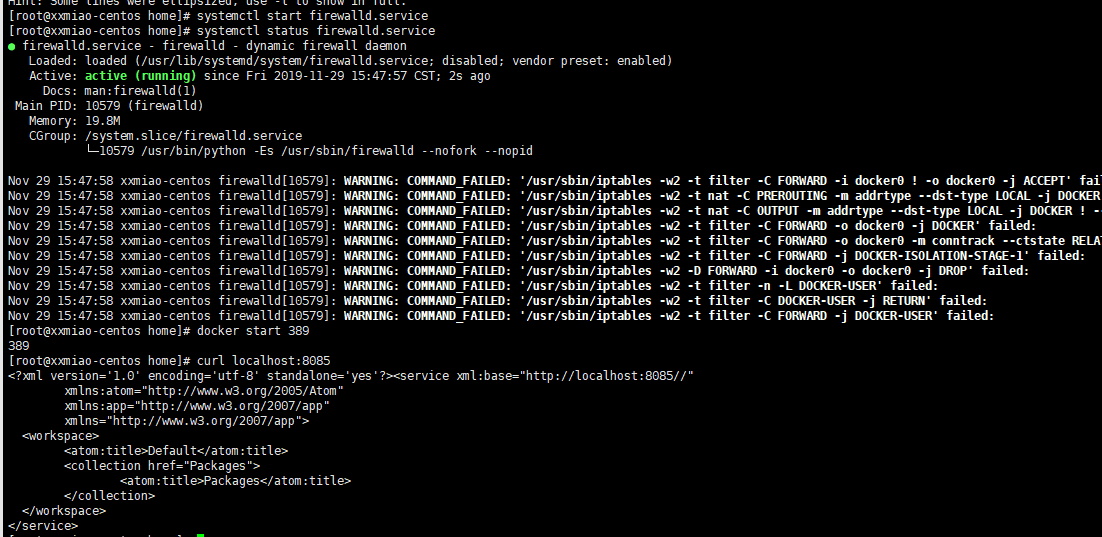 Hint: Some lines were ellipsized, use -l to show in full.
[root@xxmiao-centos home]# systemctl start firewalld.service
[root@xxmiao-centos home]# systemctl status firewalld.service
● firewalld.service - firewalld - dynamic firewall daemon
   Loaded: loaded (/usr/lib/systemd/system/firewalld.service; disabled; vendor preset: enabled)
   Active: active (running) since Fri 2019-11-29 15:47:57 CST; 2s ago
     Docs: man:firewalld(1)
 Main PID: 10579 (firewalld)
   Memory: 19.8M
   CGroup: /system.slice/firewalld.service
           └─10579 /usr/bin/python -Es /usr/sbin/firewalld --nofork --nopid
Nov 29 15:47:58 xxmiao-centos firewalld[10579]: WARNING: COMMAND_FAILED: '/usr/sbin/iptables -w2 -t filter -C FORWARD -i docker0 ! -o docker0 -j ACCEPT' fail
Nov 29 15:47:58 xxmiao-centos firewalld[10579]: WARNING: COMMAND_FAILED: '/usr/sbin/iptables -w2 -t nat -C PREROUTING -m addrtype --dst-type LOCAL -j DOCKER
Nov 29 15:47:58 xxmiao-centos firewalld[10579]: WARNING: COMMAND_FAILED: '/usr/sbin/iptables -w2 -t nat -C OUTPUT -m addrtype --dst-type LOCAL -j DOCKER ! --
Nov 29 15:47:58 xxmiao-centos firewalld[10579]: WARNING: COMMAND_FAILED: '/usr/sbin/iptables -w2 -t filter -C FORWARD -o docker0 -j DOCKER' failed:
Nov 29 15:47:58 xxmiao-centos firewalld[10579]: WARNING: COMMAND_FAILED: '/usr/sbin/iptables -w2 -t filter -C FORWARD -o docker0 -m conntrack --ctstate RELAT
Nov 29 15:47:58 xxmiao-centos firewalld[10579]: WARNING: COMMAND_FAILED: '/usr/sbin/iptables -w2 -t filter -C FORWARD -j DOCKER-ISOLATION-STAGE-1' failed:
Nov 29 15:47:58 xxmiao-centos firewalld[10579]: WARNING: COMMAND_FAILED: '/usr/sbin/iptables -w2 -D FORWARD -i docker0 -o docker0 -j DROP' failed:
Nov 29 15:47:58 xxmiao-centos firewalld[10579]: WARNING: COMMAND_FAILED: '/usr/sbin/iptables -w2 -t filter -n -L DOCKER-USER' failed:
Nov 29 15:47:58 xxmiao-centos firewalld[10579]: WARNING: COMMAND_FAILED: '/usr/sbin/iptables -w2 -t filter -C DOCKER-USER -j RETURN' failed:
Nov 29 15:47:58 xxmiao-centos firewalld[10579]: WARNING: COMMAND_FAILED: '/usr/sbin/iptables -w2 -t filter -C FORWARD -j DOCKER-USER' failed:
[root@xxmiao-centos home]# docker start 389
389
[root@xxmiao-centos home]# curl localhost:8085
<?xml version='1.0' encoding='utf-8' standalone='yes'?><service xml:base="http://localhost:8085//"
        xmlns:atom="http://www.w3.org/2005/Atom"
        xmlns:app="http://www.w3.org/2007/app"
        xmlns="http://www.w3.org/2007/app">
  <workspace>
        <atom:title>Default</atom:title>
        <collection href="Packages">
                <atom:title>Packages</atom:title>
        </collection>
  </workspace>
</service>
[root@xxmiao-centos home]#